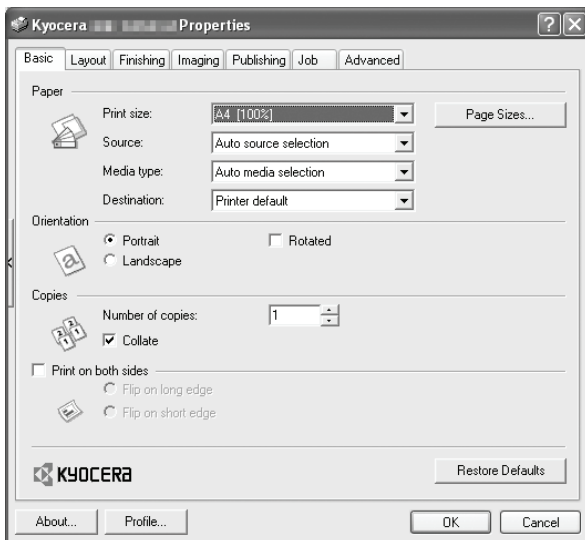 Kyocera Properties
Basic Layout Finishing Imaging Publishing Job Advanced
Paper
Print size: A4 [100%] Page Sizes...
Source: Auto source selection
Media type: Auto media selection
Destination: Printer default
Orientation
Portrait Rotated
Landscape
Copies
Number of copies: 1
Collate
Print on both sides
Flip on long edge
Flip on short edge
KYOCERA Restore Defaults
About... Profile... OK Cancel